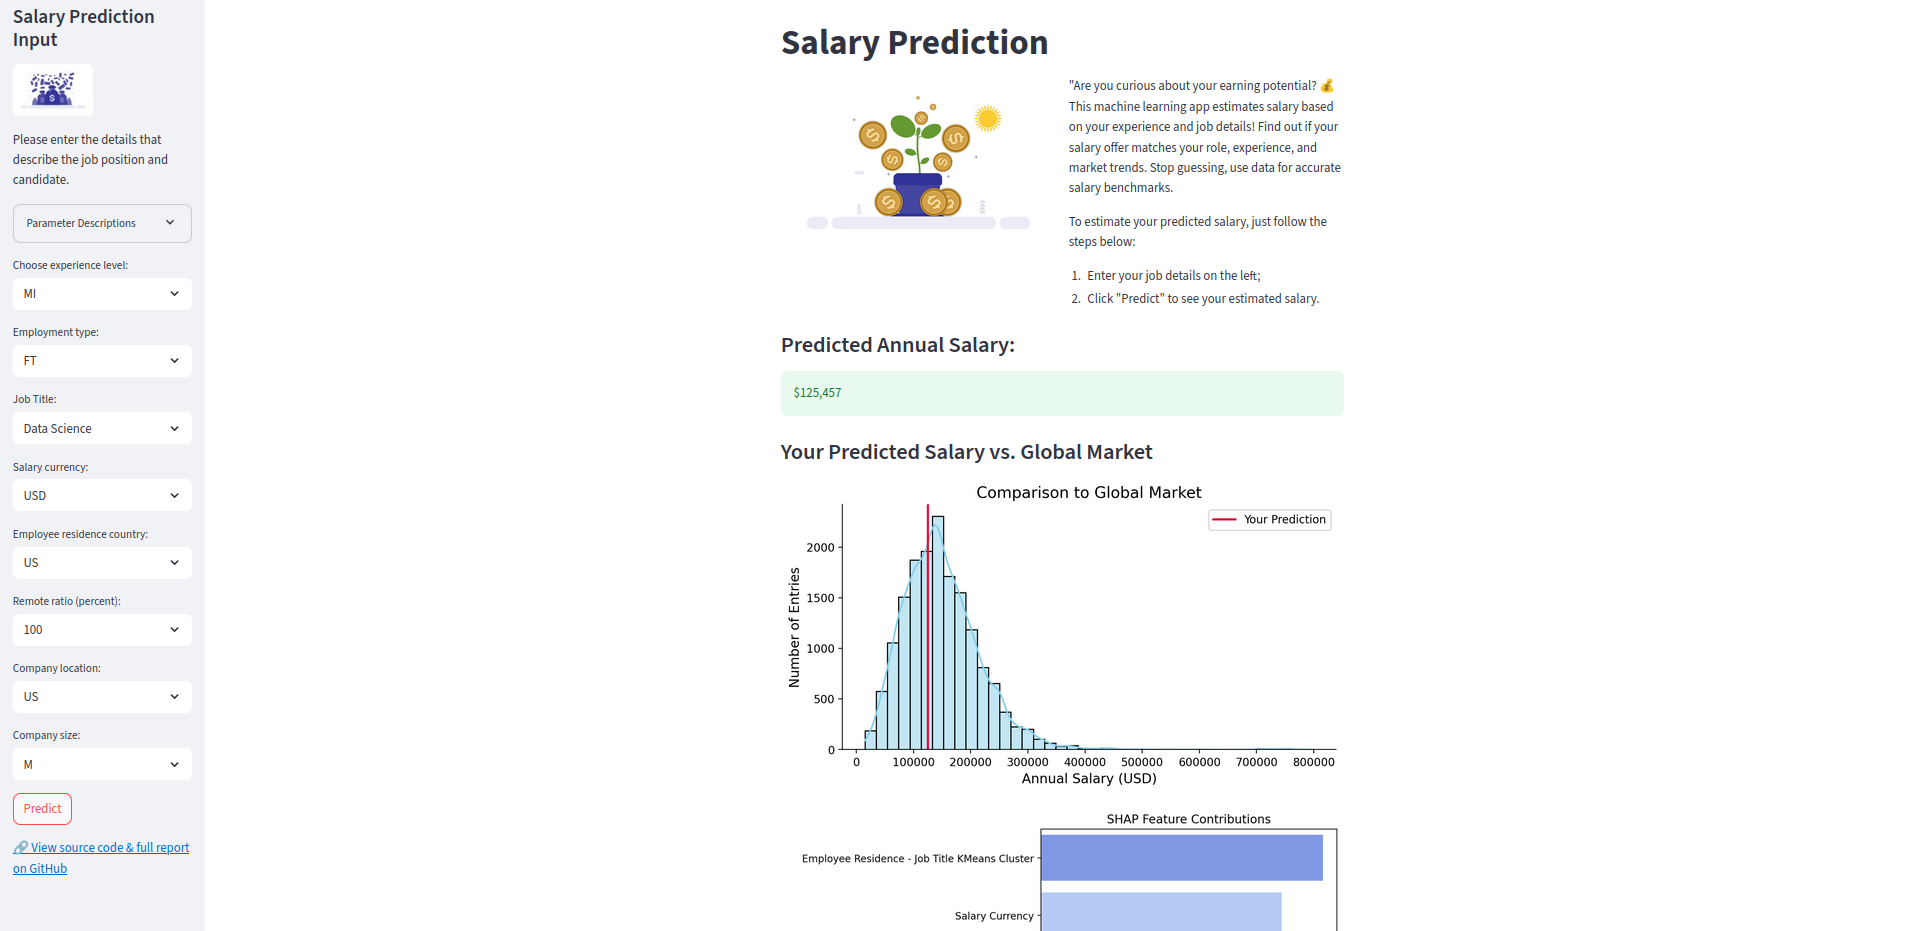 Salary Prediction
Input
Please enter the details that
describe the job position and
candidate.
Parameter Descriptions
Choose experience level:
MI
Employment type:
FT
Job Title:
Data Science
Salary currency:
USD
Employee residence country:
US
Remote ratio (percent):
100
Company location:
US
Company size:
M
Predict
🔗 View source code & full report
on GitHub
Salary Prediction
"Are you curious about your earning potential? 💰
This machine learning app estimates salary based
on your experience and job details! Find out if your
salary offer matches your role, experience, and
market trends. Stop guessing, use data for accurate
salary benchmarks.
To estimate your predicted salary, just follow the
steps below:
1. Enter your job details on the left;
2. Click "Predict" to see your estimated salary.
Predicted Annual Salary:
$125,457
Your Predicted Salary vs. Global Market
Comparison to Global Market
Your Prediction
Number of Entries
2000
1500
1000
500
0
0 100000 200000 300000 400000 500000 600000 700000 800000
Annual Salary (USD)
SHAP Feature Contributions
Employee Residence - Job Title KMeans Cluster
Salary Currency